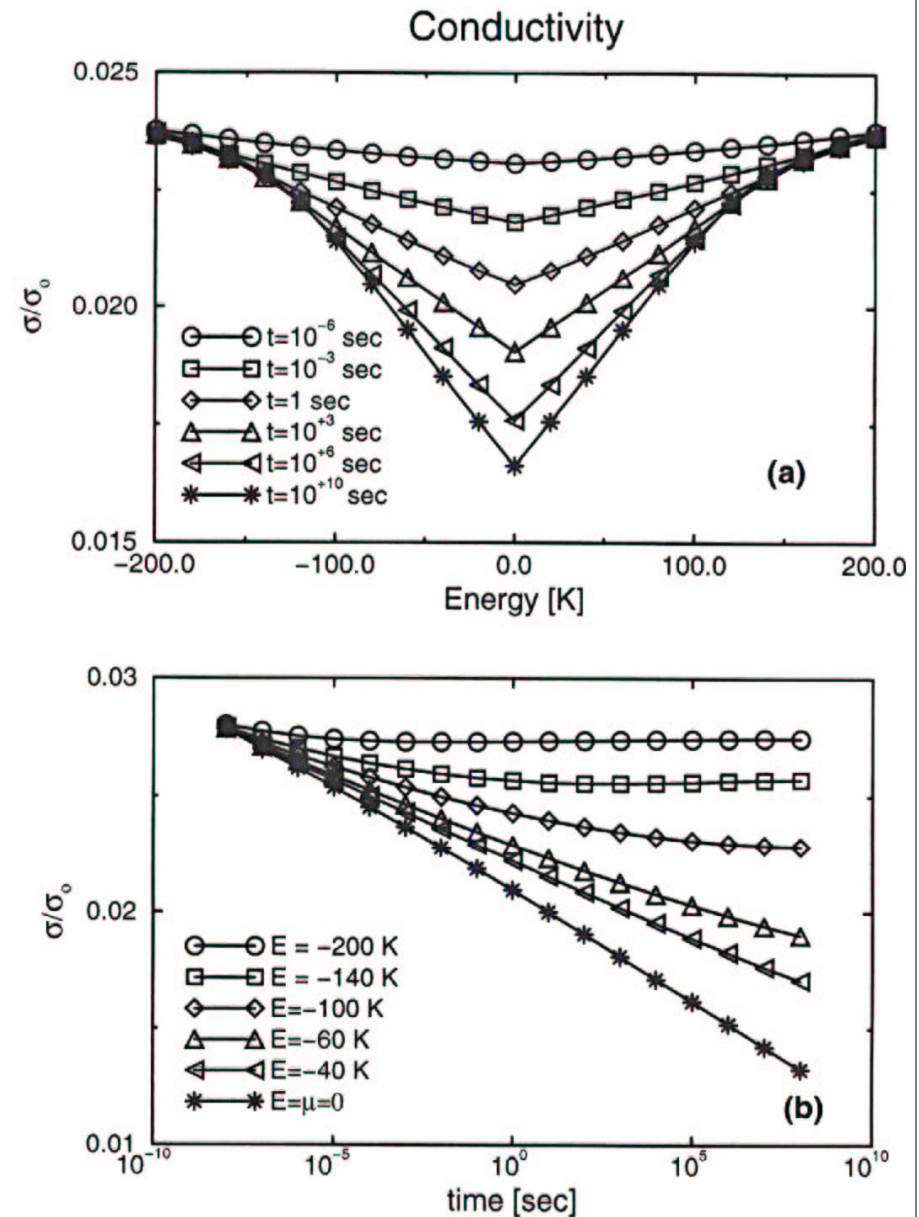 Conductivity
0.025
0.020
0.015
σ/σ₀
t=10⁻⁶ sec
t=10⁻³ sec
t=1 sec
t=10⁺³ sec
t=10⁺⁶ sec
t=10⁺¹⁰ sec
(a)
−200.0 −100.0 0.0 100.0 200.0
Energy [K]
0.03
0.02
0.01
σ/σ₀
E = −200 K
E = −140 K
E=−100 K
E=−60 K
E=−40 K
E=μ=0
(b)
10⁻¹⁰ 10⁻⁵ 10⁰ 10⁵ 10¹⁰
time [sec]